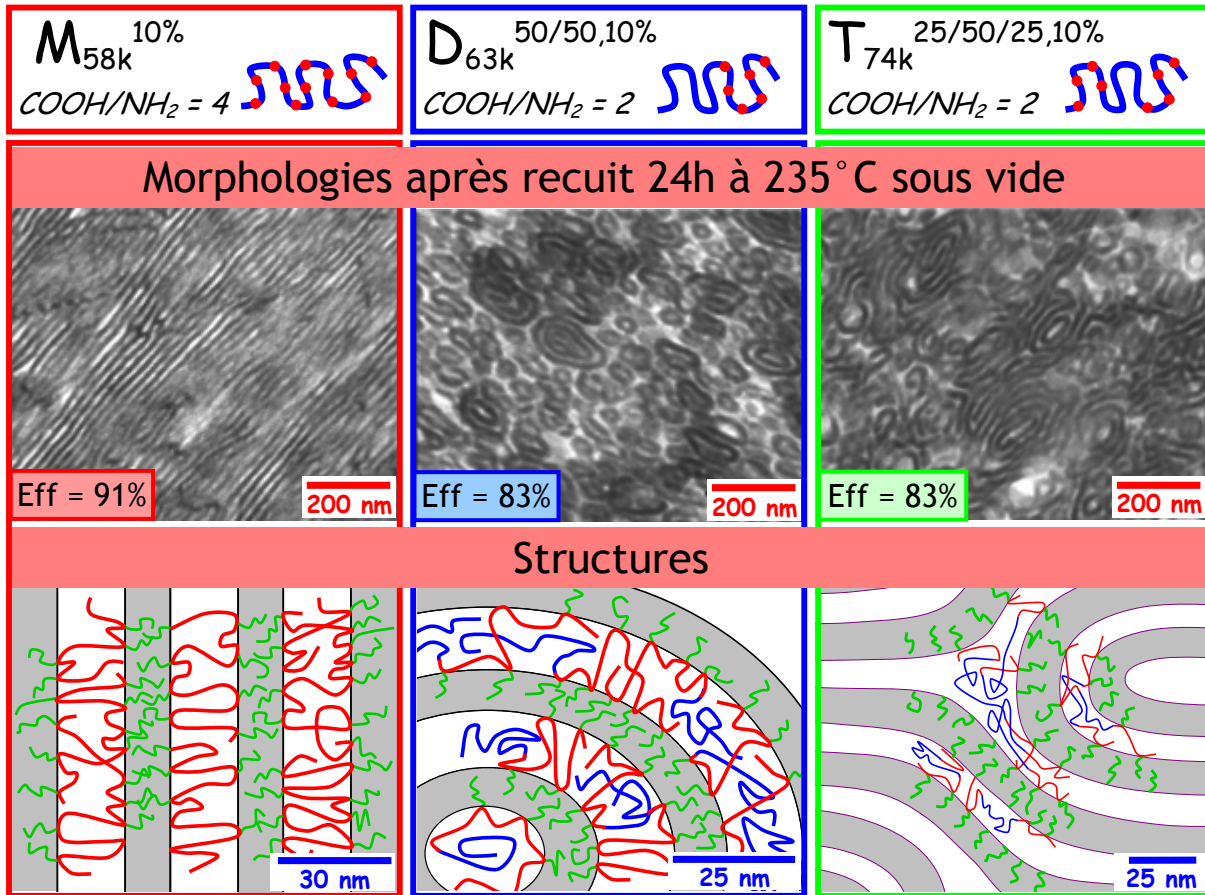 M58k10%
COOH/NH2 = 4
D63k50/50,10%
COOH/NH2 = 2
T74k25/50/25,10%
COOH/NH2 = 2
Morphologies après recuit 24h à 235°C sous vide
Eff = 91%
200 nm
Eff = 83%
200 nm
Eff = 83%
200 nm
Structures
30 nm
25 nm
25 nm